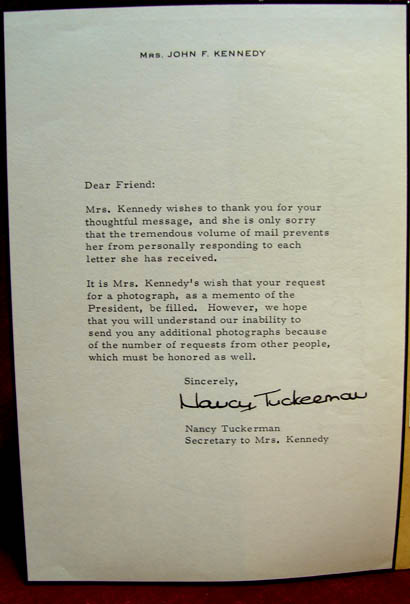 Mrs. JOHN F. KENNEDY
Dear Friend:
Mrs. Kennedy wishes to thank you for your
thoughtful message, and she is only sorry
that the tremendous volume of mail prevents
her from personally responding to each
letter she has received.
It is Mrs. Kennedy's wish that your request
for a photograph, as a memento of the
President, be filled. However, we hope
that you will understand our inability to
send you any additional photographs because
of the number of requests from other people,
which must be honored as well.
Sincerely,
Nancy Tuckerman
Nancy Tuckerman
Secretary to Mrs. Kennedy